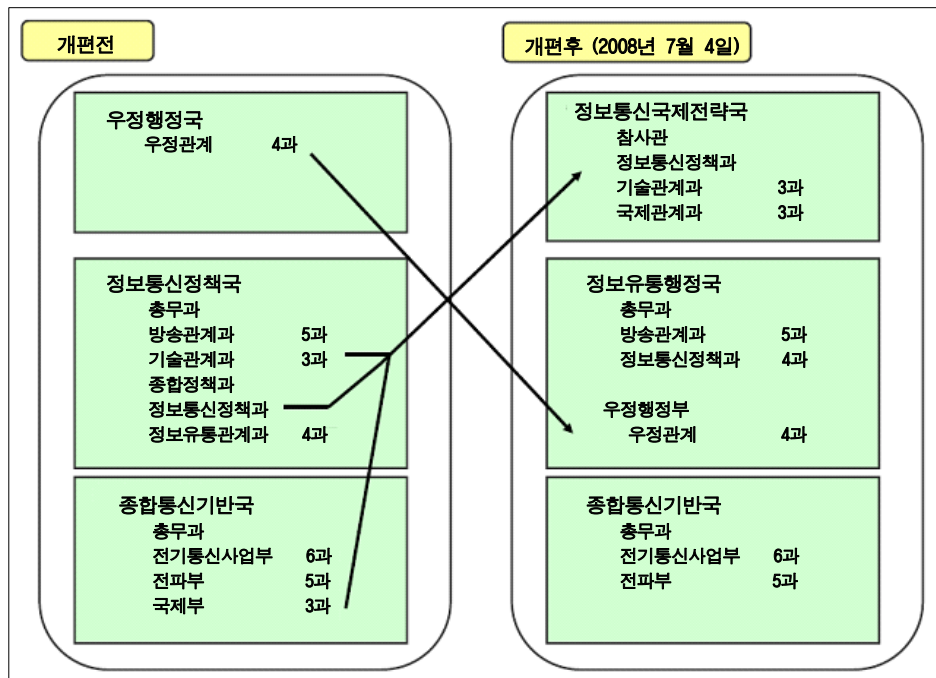 개편전
우정행정국
우정관계 4과
정보통신정책국
총무과
방송관계과 5과
기술관계과 3과
종합정책과
정보통신정책과
정보유통관계과 4과
종합통신기반국
총무과
전기통신사업부 6과
전파부 5과
국제부 3과
개편후 (2008년 7월 4일)
정보통신국제전략국
참사관
정보통신정책과
기술관계과 3과
국제관계과 3과
정보유통행정국
총무과
방송관계과 5과
정보통신정책과 4과
우정행정부
우정관계 4과
종합통신기반국
총무과
전기통신사업부 6과
전파부 5과